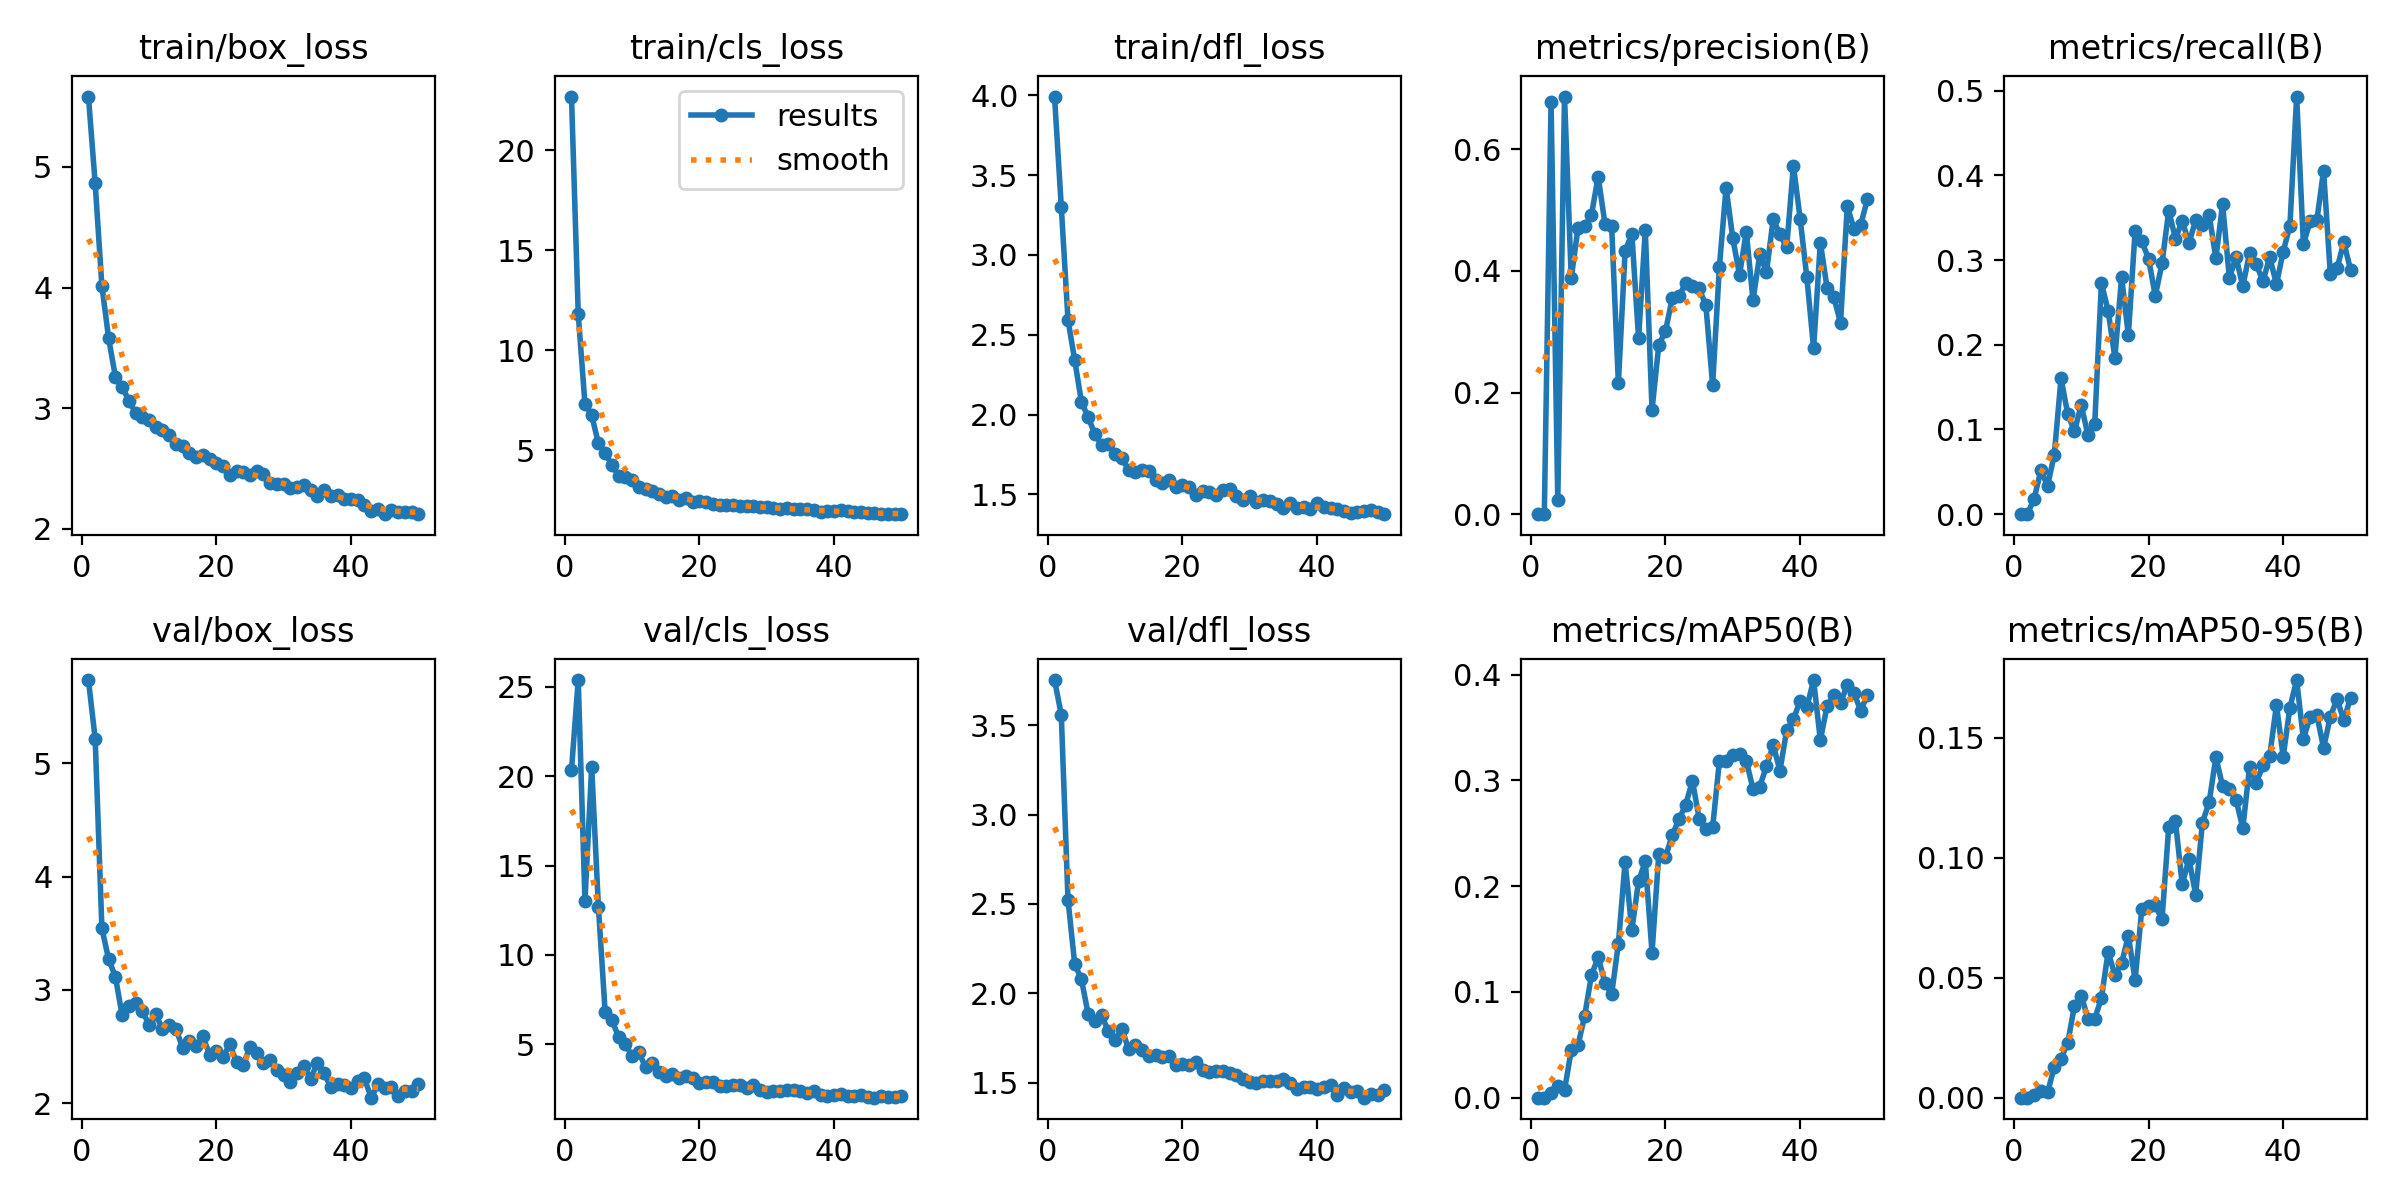 train/box_loss
train/cls_loss
train/dfl_loss
metrics/precision(B)
metrics/recall(B)
5
4
3
2
0 20 40
results
smooth
20
15
10
5
0 20 40
4.0
3.5
3.0
2.5
2.0
1.5
0 20 40
0.6
0.4
0.2
0.0
0 20 40
0.5
0.4
0.3
0.2
0.1
0.0
0 20 40
val/box_loss
val/cls_loss
val/dfl_loss
metrics/mAP50(B)
metrics/mAP50-95(B)
5
4
3
2
0 20 40
25
20
15
10
5
0 20 40
3.5
3.0
2.5
2.0
1.5
0 20 40
0.4
0.3
0.2
0.1
0.0
0 20 40
0.15
0.10
0.05
0.00
0 20 40